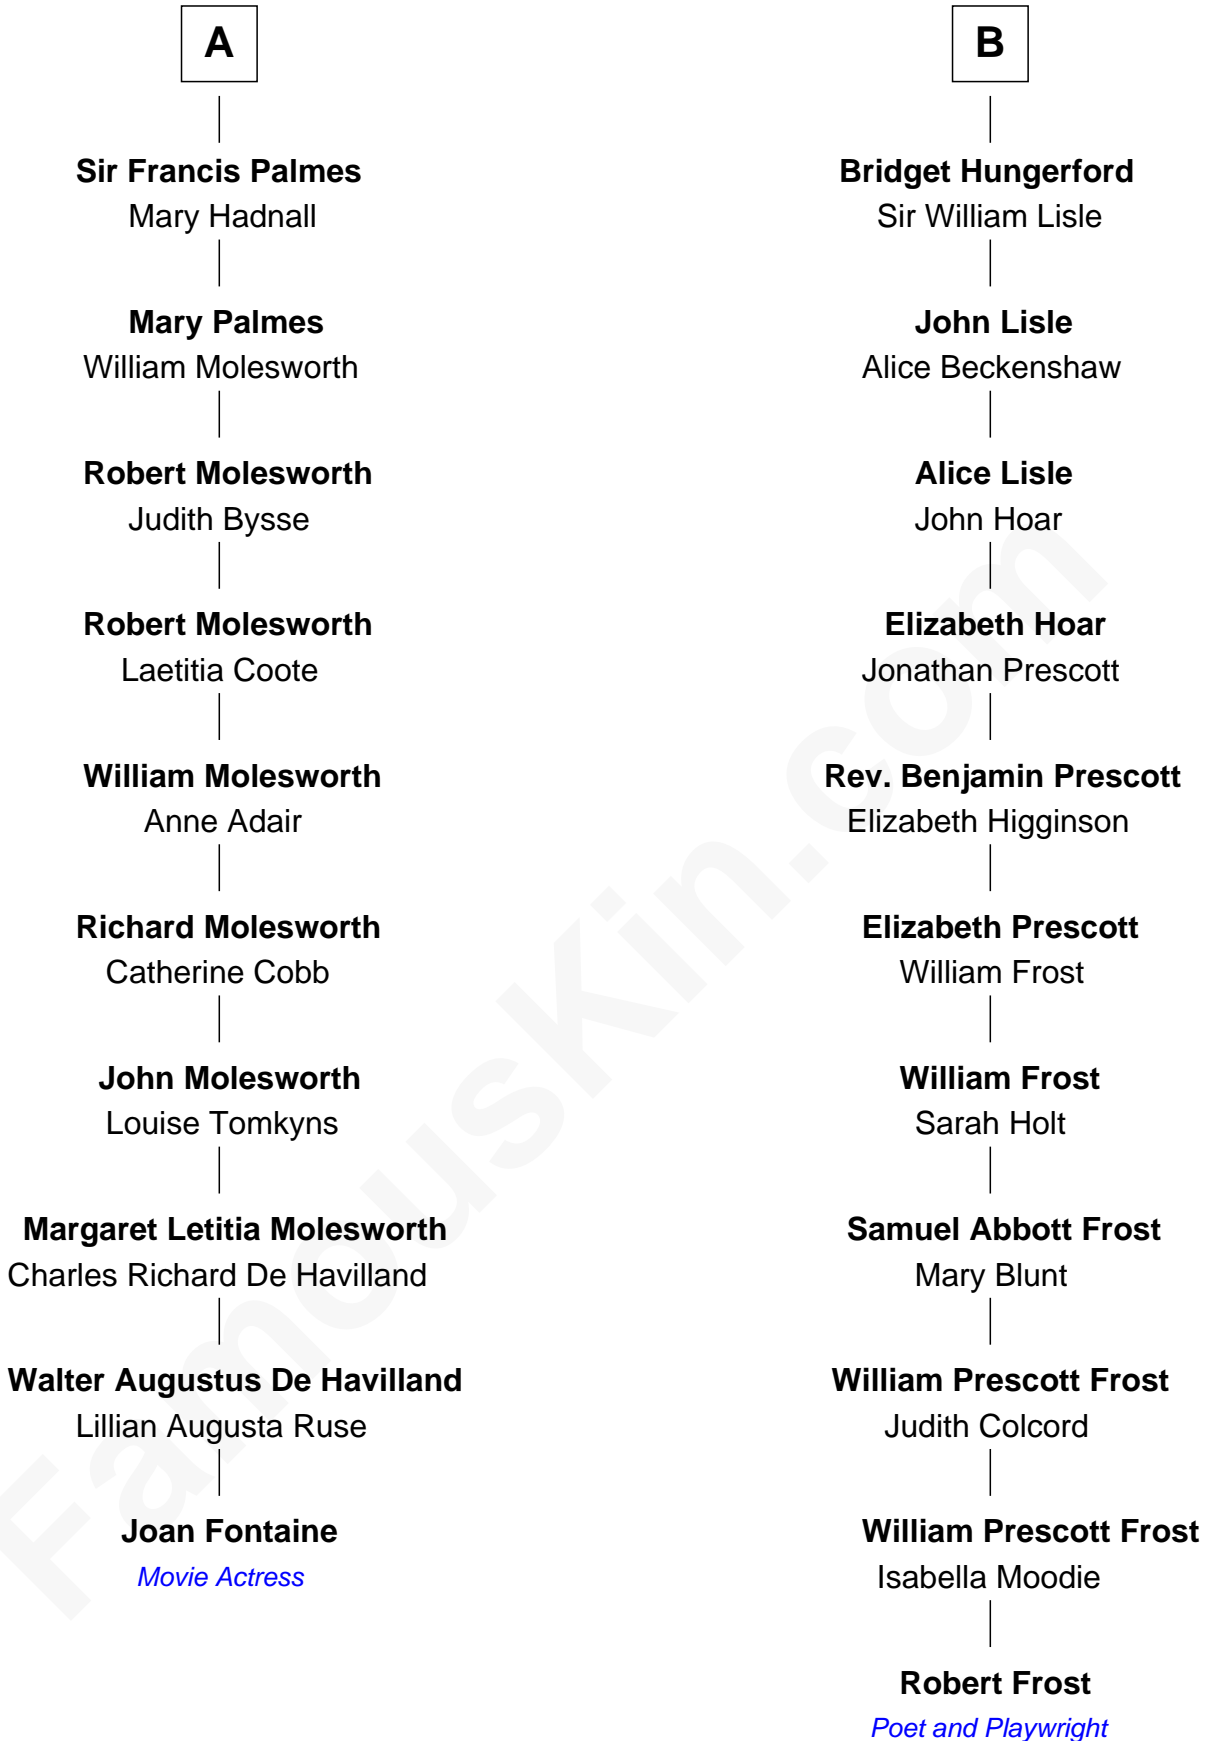 A
Sir Francis Palmes
Mary Hadnall
Mary Palmes
William Molesworth
Robert Molesworth
Judith Bysse
Robert Molesworth
Laetitia Coote
William Molesworth
Anne Adair
Richard Molesworth
Catherine Cobb
John Molesworth
Louise Tomkyns
Margaret Letitia Molesworth
Charles Richard De Havilland
Walter Augustus De Havilland
Lillian Augusta Ruse
Joan Fontaine
Movie Actress
B
Bridget Hungerford
Sir William Lisle
John Lisle
Alice Beckenshaw
Alice Lisle
John Hoar
Elizabeth Hoar
Jonathan Prescott
Rev. Benjamin Prescott
Elizabeth Higginson
Elizabeth Prescott
William Frost
William Frost
Sarah Holt
Samuel Abbott Frost
Mary Blunt
William Prescott Frost
Judith Colcord
William Prescott Frost
Isabella Moodie
Robert Frost
Poet and Playwright
FamousKin.com